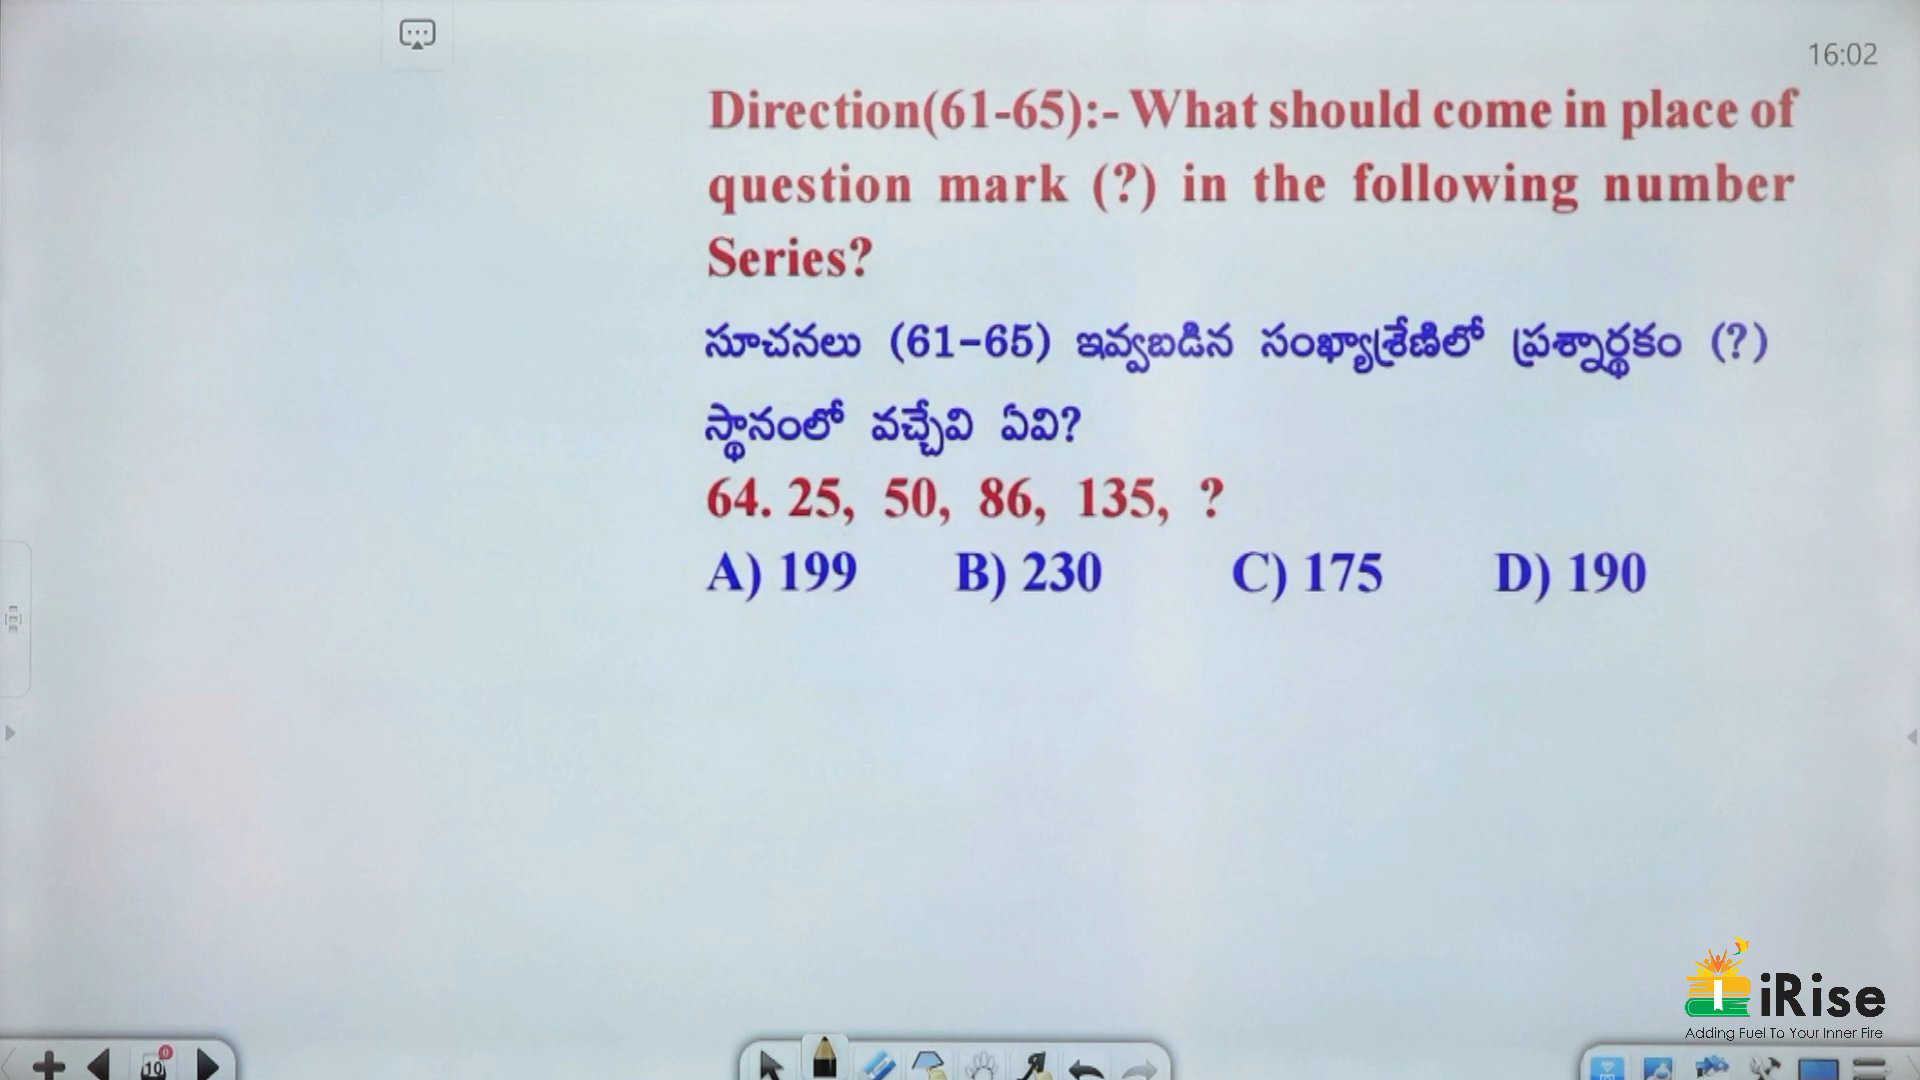 16:02
Direction(61-65):- What should come in place of
question mark (?) in the following number
Series?
సూచనలు (61-65) ఇవ్వబడిన సంఖ్యాశ్రేణిలో ప్రశ్నార్థకం (?)
స్థానంలో వచ్చేవి ఏవి?
64. 25, 50, 86, 135, ?
A) 199 B) 230 C) 175 D) 190
iRise
Adding Fuel To Your Inner Fire
10
0